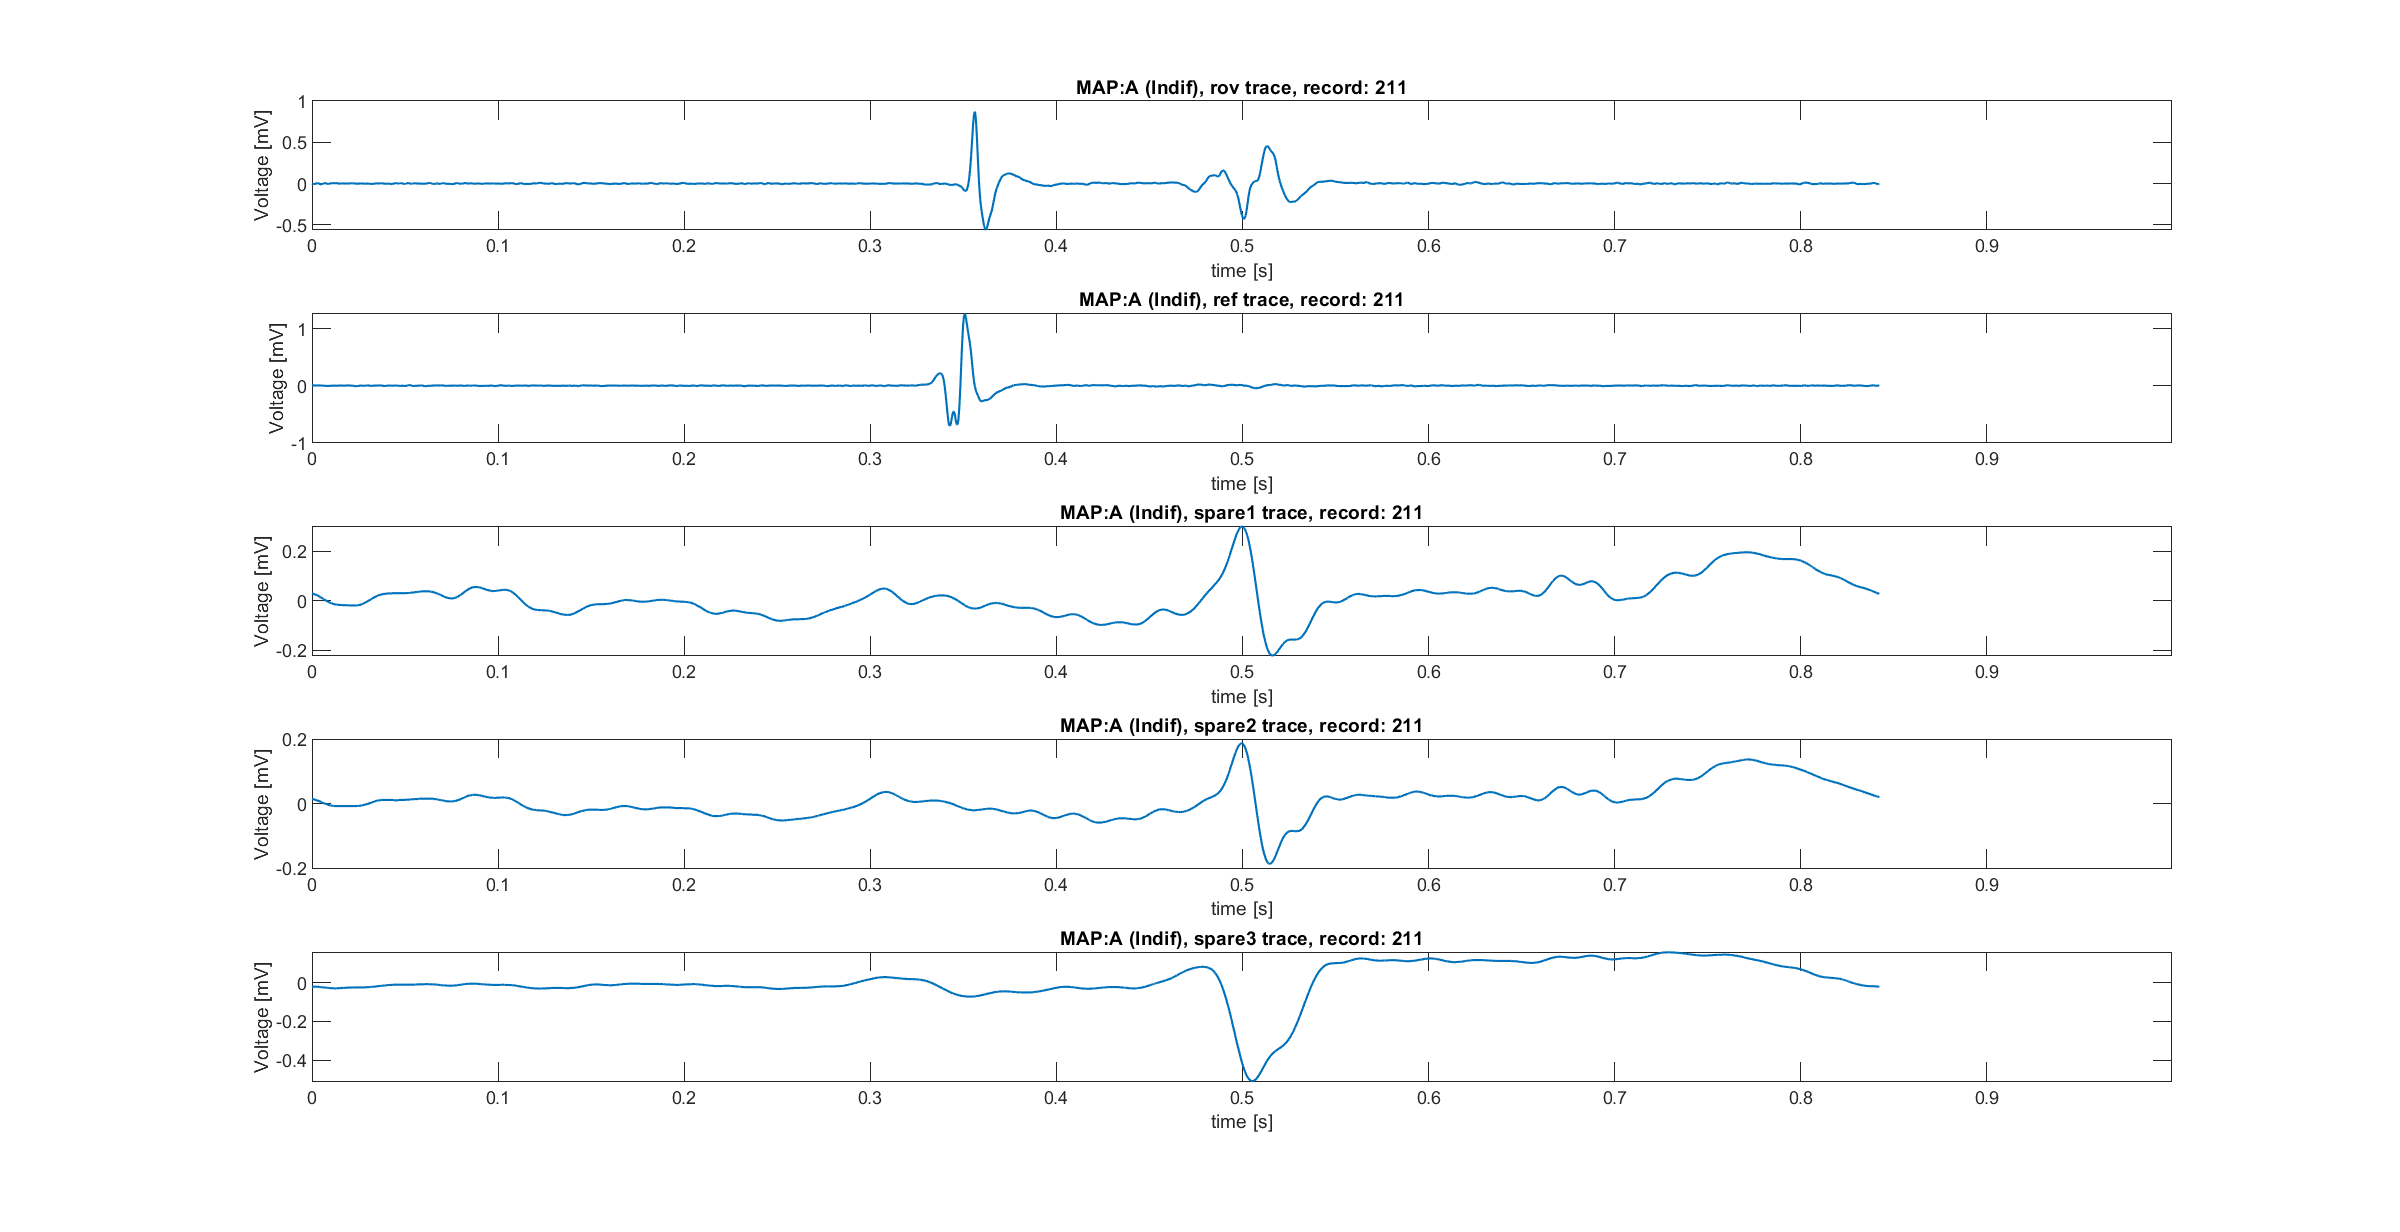 MAP:A (Indif), rov trace, record: 211
Voltage [mV]
1
0.5
0
-0.5
0 0.1 0.2 0.3 0.4 0.5 0.6 0.7 0.8 0.9
time [s]
MAP:A (Indif), ref trace, record: 211
Voltage [mV]
1
0
-1
0 0.1 0.2 0.3 0.4 0.5 0.6 0.7 0.8 0.9
time [s]
MAP:A (Indif), spare1 trace, record: 211
Voltage [mV]
0.2
0
-0.2
0 0.1 0.2 0.3 0.4 0.5 0.6 0.7 0.8 0.9
time [s]
MAP:A (Indif), spare2 trace, record: 211
Voltage [mV]
0.2
0
-0.2
0 0.1 0.2 0.3 0.4 0.5 0.6 0.7 0.8 0.9
time [s]
MAP:A (Indif), spare3 trace, record: 211
Voltage [mV]
0
-0.2
-0.4
0 0.1 0.2 0.3 0.4 0.5 0.6 0.7 0.8 0.9
time [s]